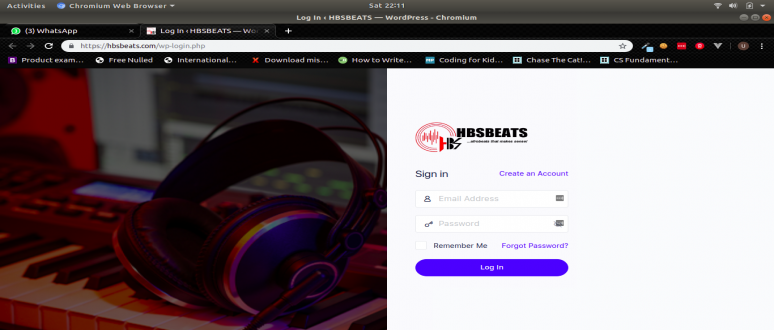 Activities Chromium Web Browser Sat 22:11
Log In ‹ HBSBEATS — WordPress - Chromium
(3) WhatsApp Log In ‹ HBSBEATS — Wor
https://hbsbeats.com/wp-login.php
Product exam... Free Nulled International... Download mis... How to Write... Coding for Kid... Chase The Cat!... CS Fundament...
HBSBEATS
HBS ...afrobeats that makes sense!
Sign in Create an Account
Email Address
Password
Remember Me Forgot Password?
Log In